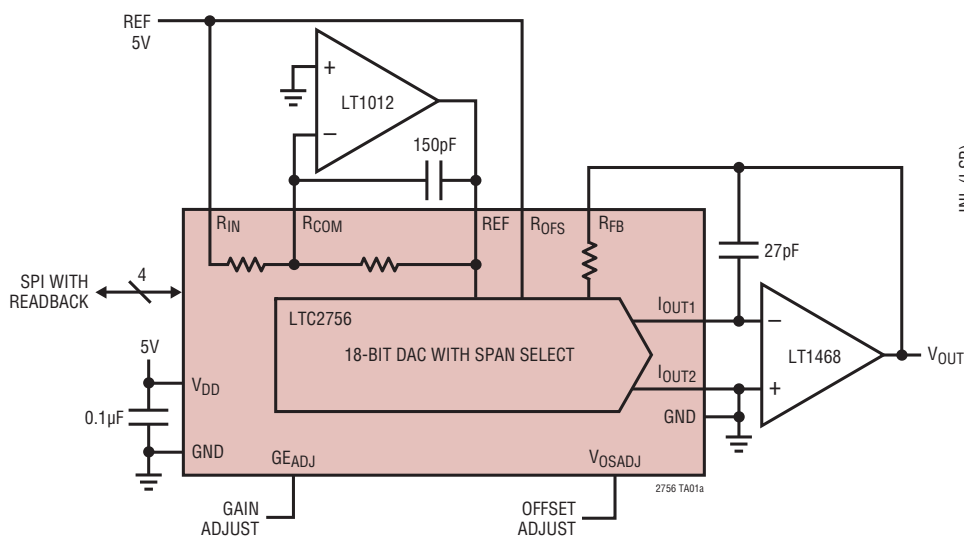 REF
5V
+
LT1012
−
150pF
RIN
RCOM
REF
ROFS
RFB
INL (LSB)
27pF
SPI WITH
READBACK
4
LTC2756
IOUT1
−
LT1468
VOUT
18-BIT DAC WITH SPAN SELECT
5V
VDD
IOUT2
+
GND
0.1µF
GND
GEADJ
VOSADJ
2756 TA01a
GAIN
ADJUST
OFFSET
ADJUST